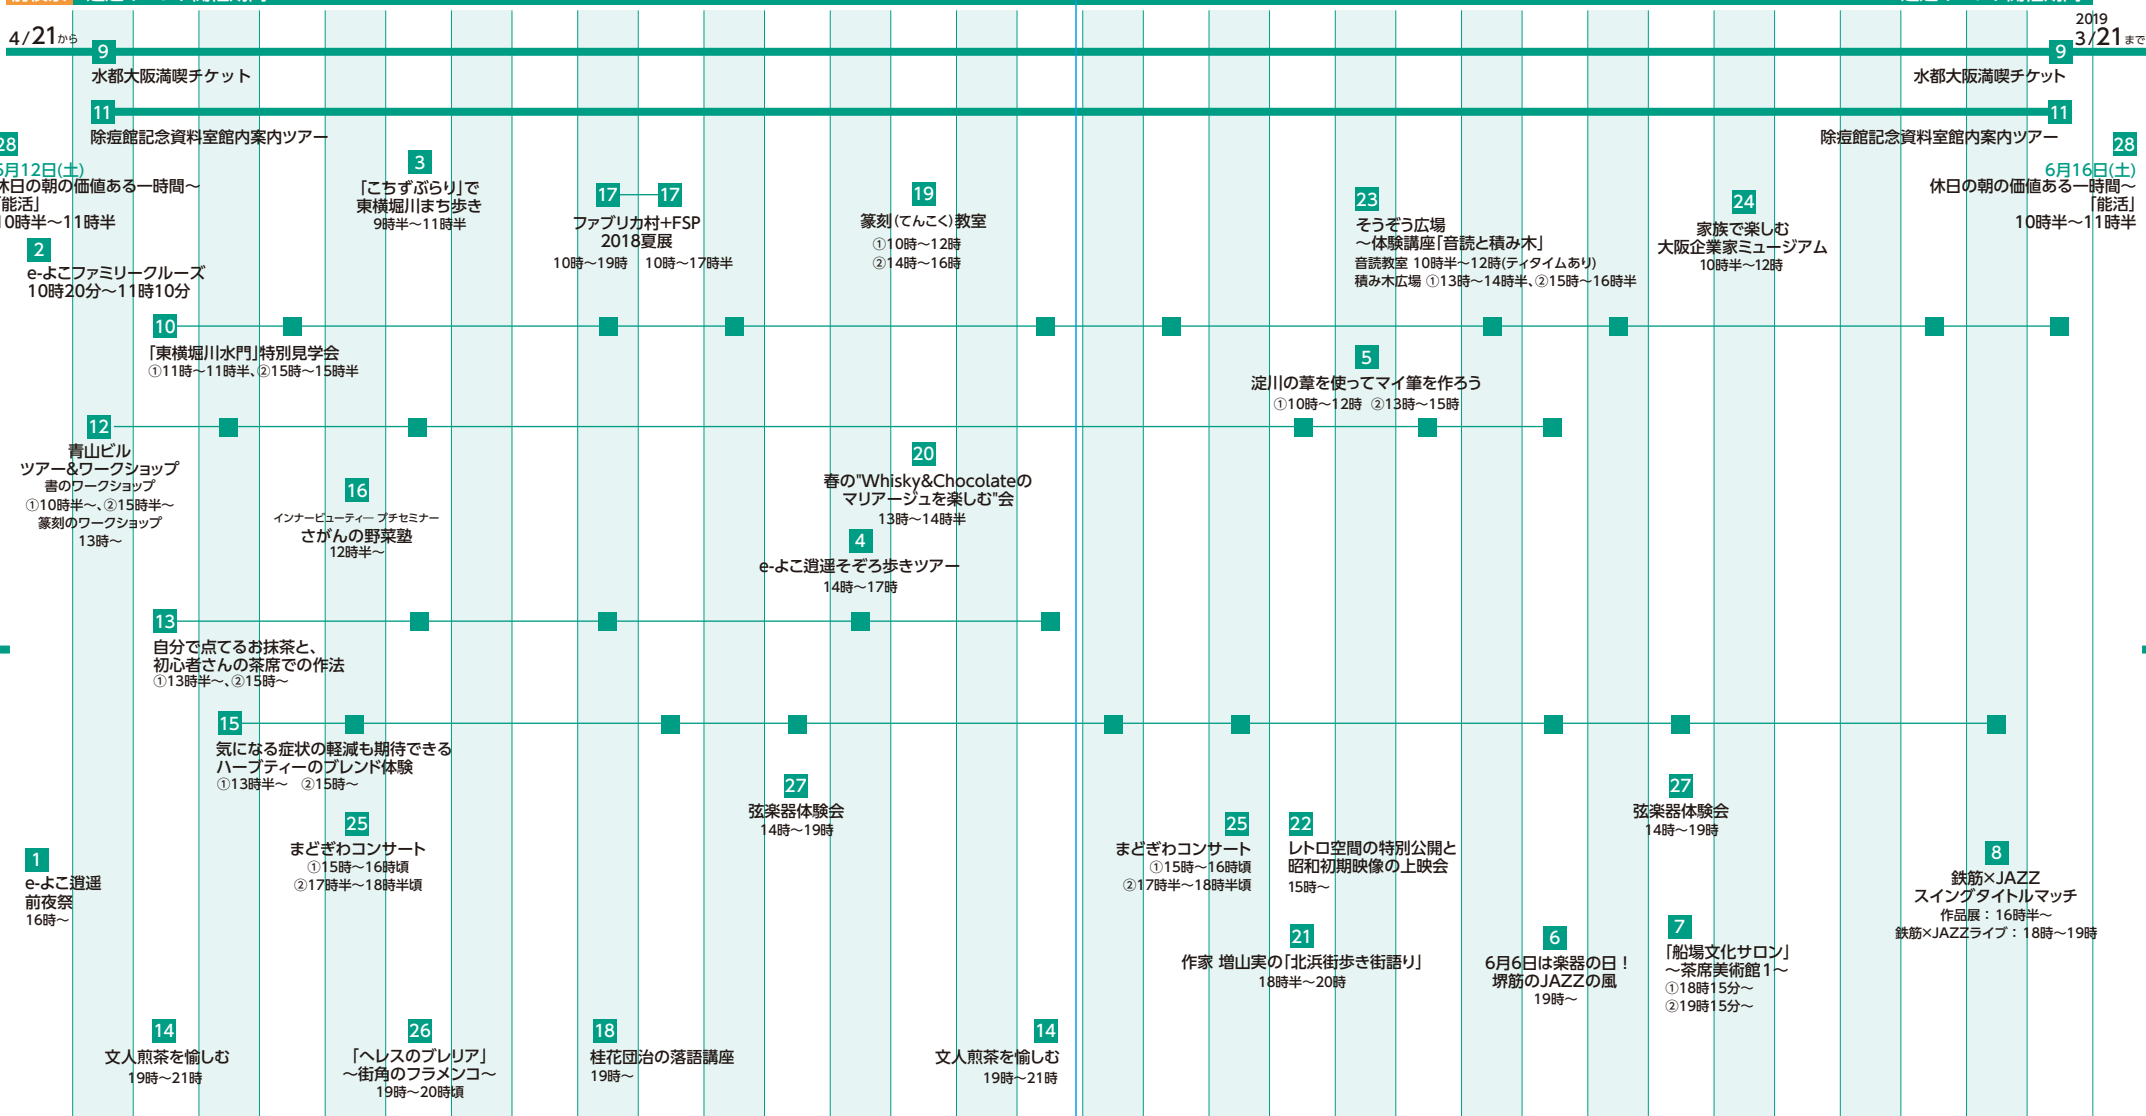 4/21から
9
水都大阪満喫チケット
2019
3/21まで
9
水都大阪満喫チケット
11
除痘館記念資料室館内案内ツアー
11
除痘館記念資料室館内案内ツアー
28
月12日(土)
休日の朝の価値ある一時間～
「能活」
10時半～11時半
2
e-よこファミリークルーズ
10時20分～11時10分
3
「こちずぶらり」で
東横堀川まち歩き
9時半～11時半
17
17
ファブリカ村+FSP
2018夏展
10時～19時 10時～17時半
19
篆刻(てんこく)教室
①10時～12時
②14時～16時
23
そうぞう広場
～体験講座「音読と積み木」
音読教室 10時半～12時(ティタイムあり)
積み木広場 ①13時～14時半、②15時～16時半
24
家族で楽しむ
大阪企業家ミュージアム
10時半～12時
28
6月16日(土)
休日の朝の価値ある一時間～
「能活」
10時半～11時半
10
「東横堀川水門」特別見学会
①11時～11時半、②15時～15時半
5
淀川の葦を使ってマイ筆を作ろう
①10時～12時 ②13時～15時
12
青山ビル
ツアー&ワークショップ
書のワークショップ
①10時半～、②15時半～
篆刻のワークショップ
13時～
16
インナービューティー プチセミナー
さがんの野菜塾
12時半～
20
春の"Whisky&Chocolateの
マリアージュを楽しむ"会
13時～14時半
4
e-よこ逍遥そぞろ歩きツアー
14時～17時
13
自分で点てるお抹茶と、
初心者さんの茶席での作法
①13時半～、②15時～
15
気になる症状の軽減も期待できる
ハーブティーのブレンド体験
①13時半～ ②15時～
25
まどぎわコンサート
①15時～16時頃
②17時半～18時半頃
27
弦楽器体験会
14時～19時
25
まどぎわコンサート
①15時～16時頃
②17時半～18時半頃
22
レトロ空間の特別公開と
昭和初期映像の上映会
15時～
27
弦楽器体験会
14時～19時
1
e-よこ逍遥
前夜祭
16時～
8
鉄筋×JAZZ
スイングタイトルマッチ
作品展：16時半～
鉄筋×JAZZライブ：18時～19時
21
作家 増山実の「北浜街歩き街語り」
18時半～20時
6
6月6日は楽器の日！
堺筋のJAZZの風
19時～
7
「船場文化サロン」
～茶席美術館1～
①18時15分～
②19時15分～
14
文人煎茶を愉しむ
19時～21時
26
「ヘレスのブレリア」
～街角のフラメンコ～
19時～20時頃
18
桂花団治の落語講座
19時～
14
文人煎茶を愉しむ
19時～21時